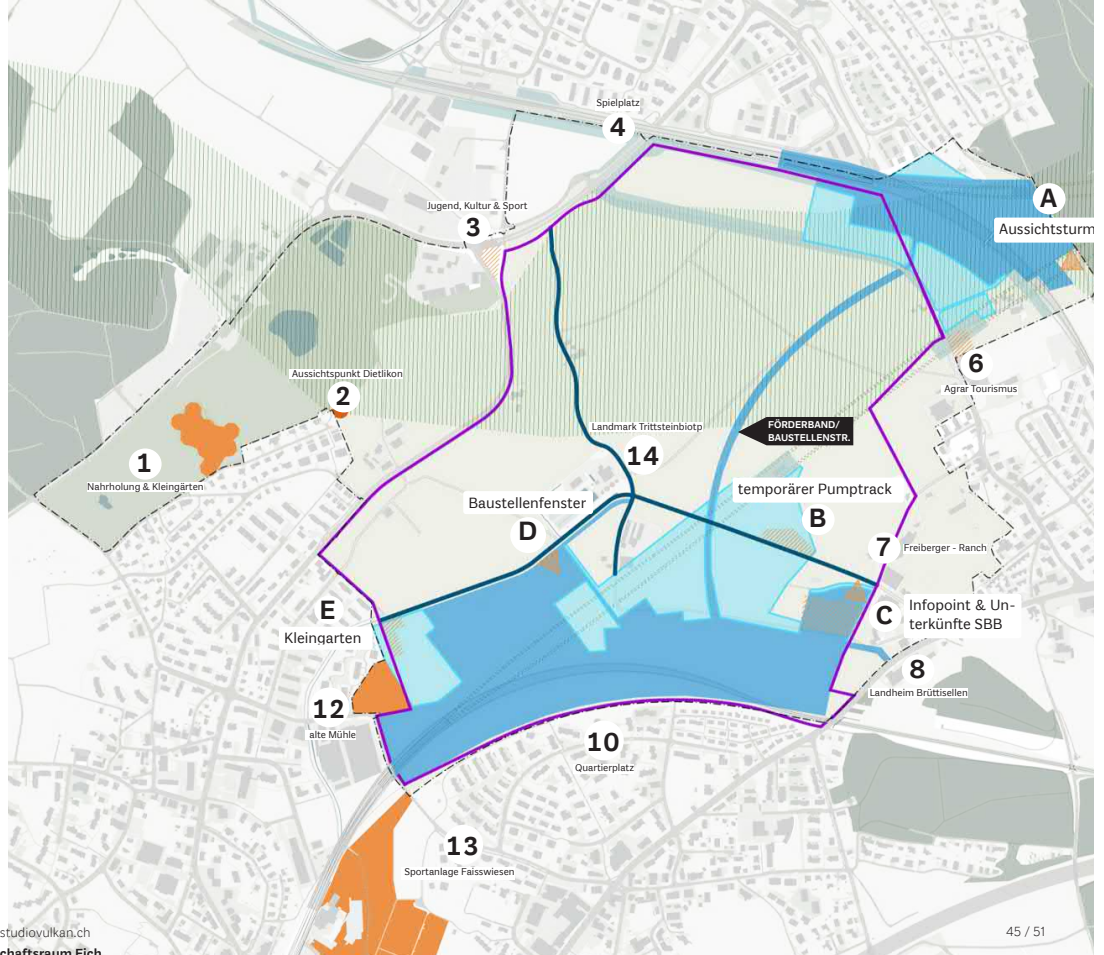 Spielplatz
4
Jugend, Kultur & Sport
3
A
Aussichtsturm
Aussichtspunkt Dietlikon
2
6
Agrar Tourismus
FÖRDERBAND/
BAUSTELLENSTR.
Landmark Trittsteinbiotp
14
1
Nahrholung & Kleingärten
Baustellenfenster
D
temporärer Pumptrack
B
7
Freiberger - Ranch
E
Kleingarten
C
Infopoint & Un-
terkünfte SBB
8
Landheim Brüttisellen
12
alte Mühle
10
Quartierplatz
13
Sportanlage Faisswiesen
studiovulkan.ch
45 / 51
chaftsraum Eich